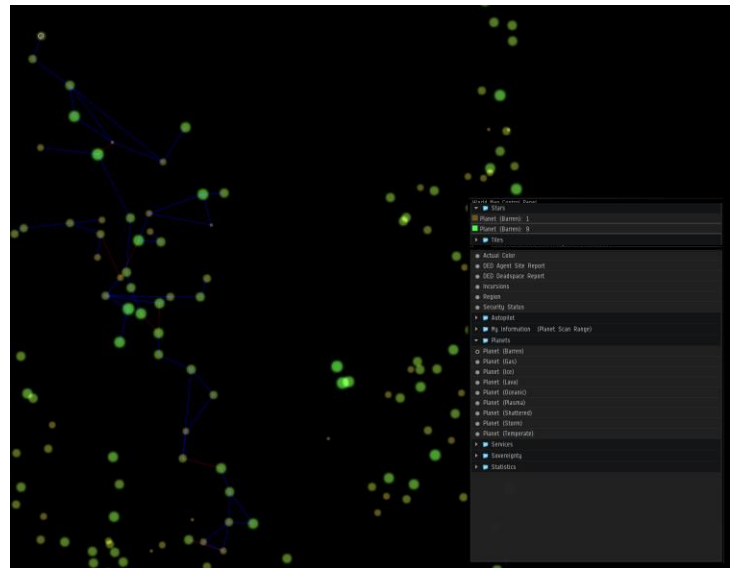 World Map Control Panel
Stars
Planet (Barren): 1
Planet (Barren): 9
Tiles
Actual Color
DED Agent Site Report
DED Deadspace Report
Incursions
Region
Security Status
Autopilot
My Information (Planet Scan Range)
Planets
Planet (Barren)
Planet (Gas)
Planet (Ice)
Planet (Lava)
Planet (Oceanic)
Planet (Plasma)
Planet (Shattered)
Planet (Storm)
Planet (Temperate)
Services
Sovereignty
Statistics